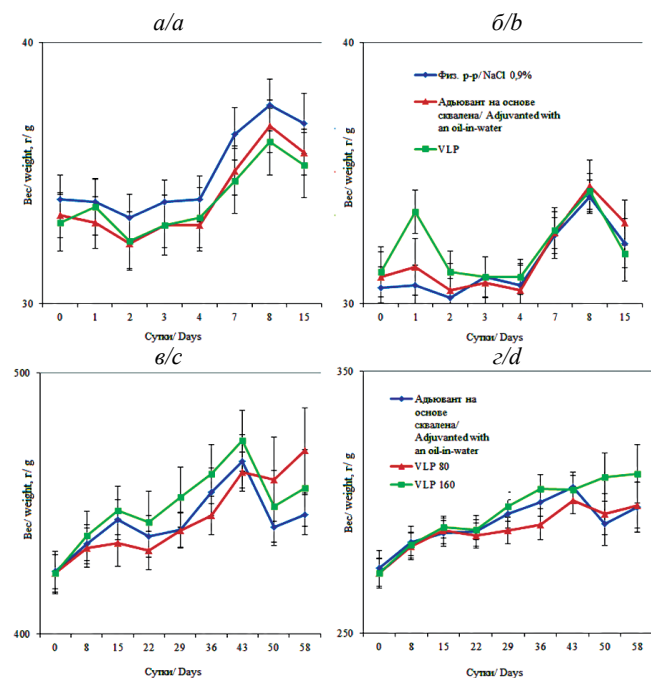 а/a
40
30
Вес/ weight, г/ g
0 1 2 3 4 7 8 15
Сутки/ Days
б/b
40
30
Вес/ weight, г/ g
Физ. р-р/ NaCl 0,9%
Адьювант на основе
сквалена/ Adjuvanted with
an oil-in-water
VLP
0 1 2 3 4 7 8 15
Сутки/ Days
в/c
500
400
Вес/ weight, г/ g
0 8 15 22 29 36 43 50 58
Сутки/ Days
г/d
350
250
Вес/ weight, г/ g
Адьювант на
основе
сквалена/
Adjuvanted with
an oil-in-water
VLP 80
VLP 160
0 8 15 22 29 36 43 50 58
Сутки/ Days